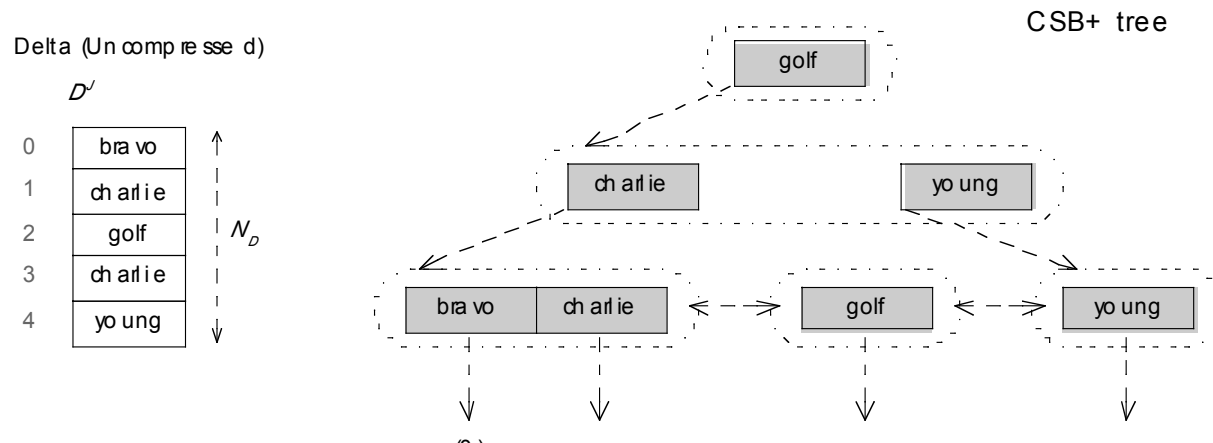 CSB+ tree
Delta (Uncompressed)
D^J
0 bravo
1 charlie
2 golf
3 charlie
4 young
N_D
golf
charlie young
bravo charlie golf young